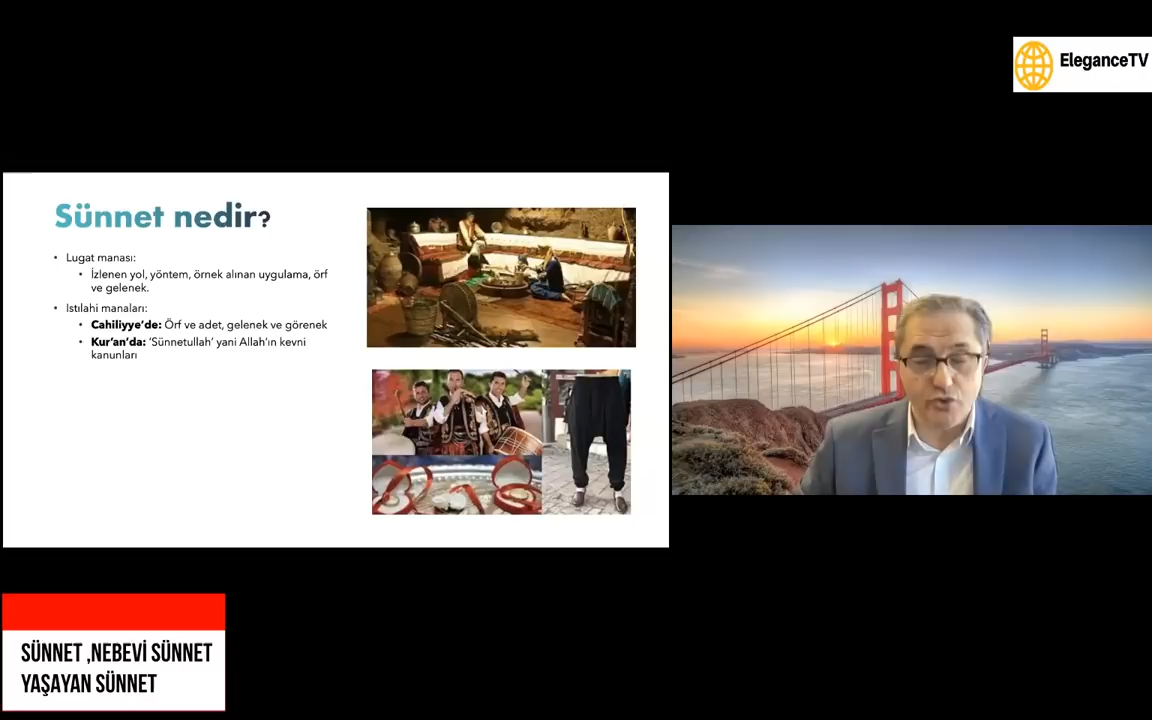 EleganceTV
Sünnet nedir?
• Lugat manası:
• İzlenen yol, yöntem, örnek alınan uygulama, örf
ve gelenek.
• Istılahi manaları:
• Cahiliyye’de: Örf ve adet, gelenek ve görenek
• Kur’an’da: ‘Sünnetullah’ yani Allah’ın kevni
kanunları
SÜNNET ,NEBEVİ SÜNNET
YAŞAYAN SÜNNET